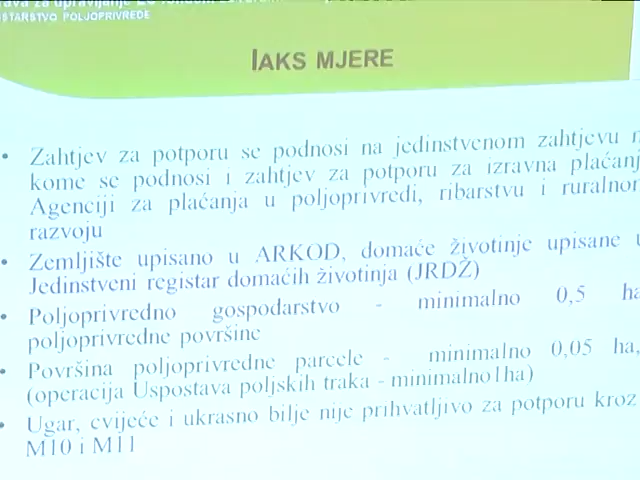 za upravljanje EU
POLJOPRIVREDE
IAKS MJERE
• Zahtjev za potporu se podnosi na jedinstvenom zahtjevu
kome se podnosi i zahtjev za potporu za izravna
Agenciji za plaćanja u poljoprivredi, ribarstvu i
razvoju
• Zemljište upisano u ARKOD, domaće životinje upisane
Jedinstveni registar domaćih životinja (JRDŽ)
• Poljoprivredno gospodarstvo - minimalno 0,5 ha
poljoprivredne površine
• Površina poljoprivredne parcele - minimalno 0,05 ha,
(operacija Uspostava poljskih traka - minimalno1ha)
• Ugar, cvijeće i ukrasno bilje nije prihvatljivo za potporu kroz
M10 i M11